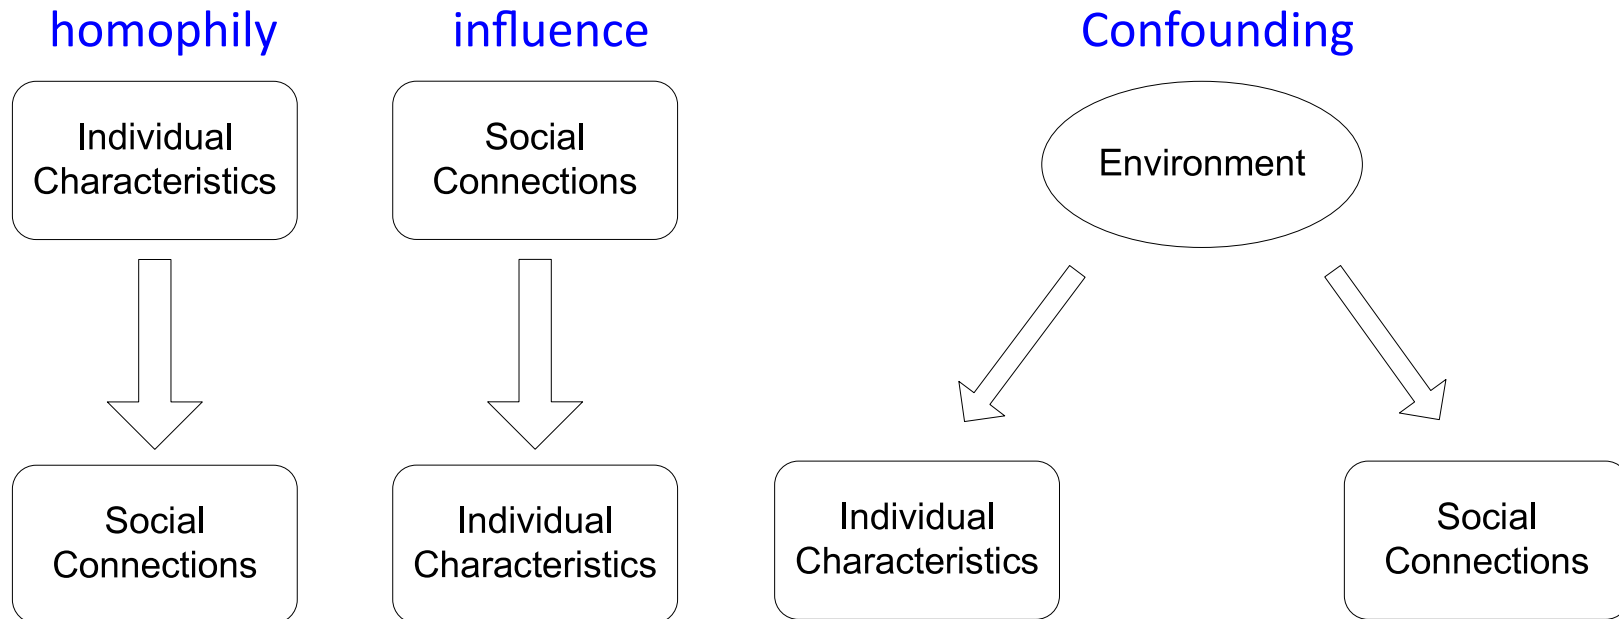 homophily
influence
Confounding
Individual
Characteristics
Social
Connections
Environment
Social
Connections
Individual
Characteristics
Individual
Characteristics
Social
Connections